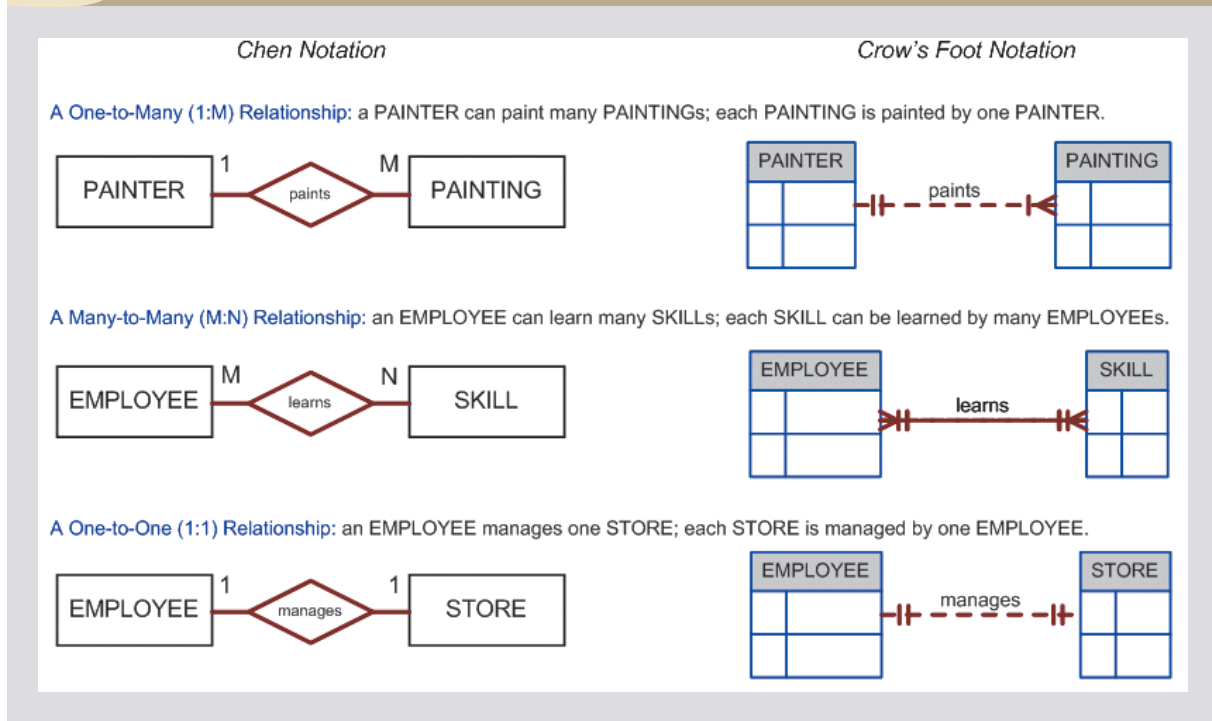 Chen Notation
Crow's Foot Notation
A One-to-Many (1:M) Relationship: a PAINTER can paint many PAINTINGs; each PAINTING is painted by one PAINTER.
PAINTER
1
paints
M
PAINTING
PAINTER
paints
PAINTING
A Many-to-Many (M:N) Relationship: an EMPLOYEE can learn many SKILLs; each SKILL can be learned by many EMPLOYEEs.
EMPLOYEE
M
learns
N
SKILL
EMPLOYEE
learns
SKILL
A One-to-One (1:1) Relationship: an EMPLOYEE manages one STORE; each STORE is managed by one EMPLOYEE.
EMPLOYEE
1
manages
1
STORE
EMPLOYEE
manages
STORE